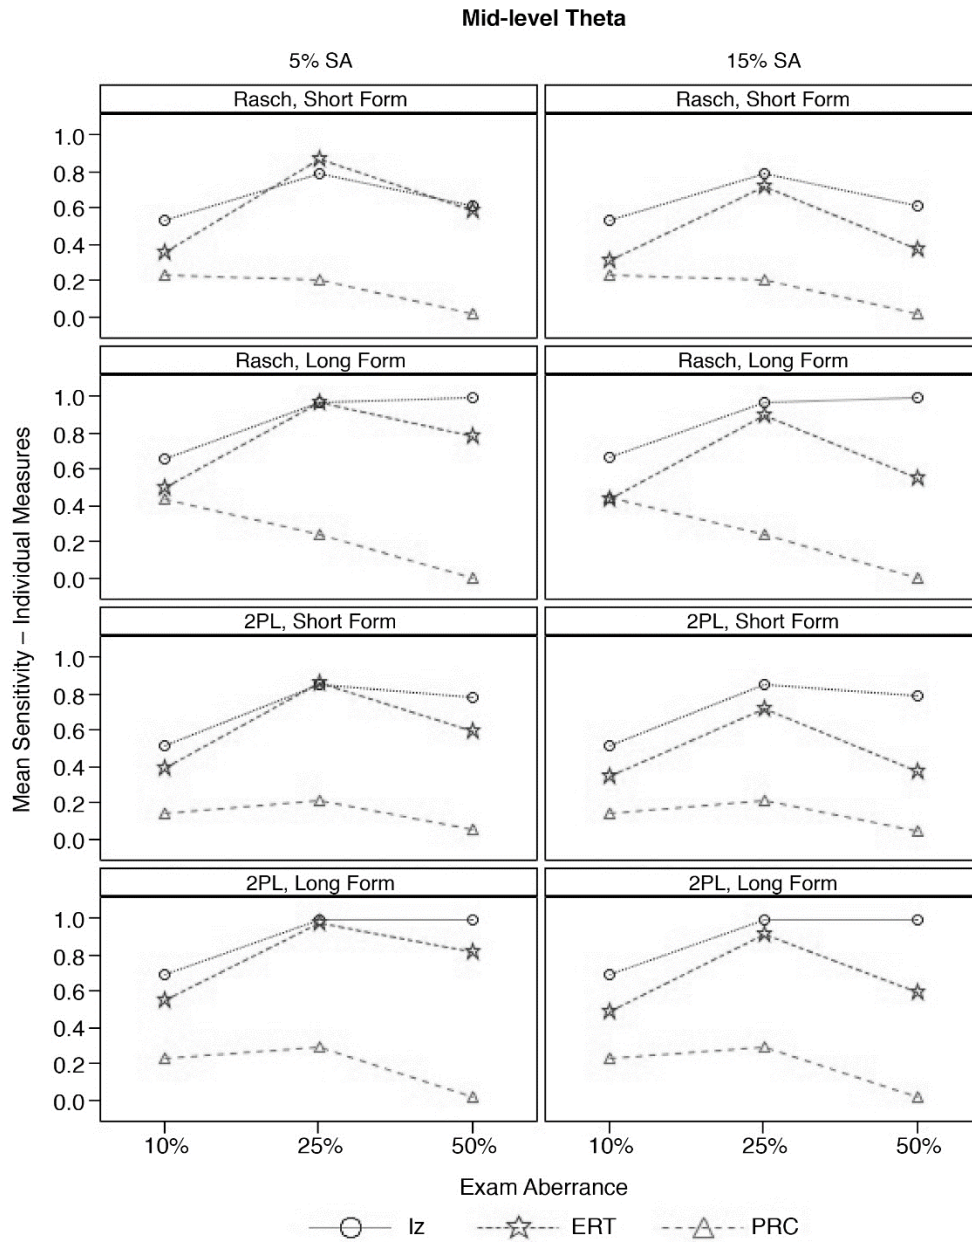 Mid-level Theta
5% SA 15% SA
Rasch, Short Form Rasch, Short Form
1.0
0.8
0.6
0.4
0.2
0.0
Rasch, Long Form Rasch, Long Form
1.0
0.8
0.6
0.4
0.2
0.0
2PL, Short Form 2PL, Short Form
1.0
0.8
0.6
0.4
0.2
0.0
2PL, Long Form 2PL, Long Form
1.0
0.8
0.6
0.4
0.2
0.0
Mean Sensitivity – Individual Measures
10% 25% 50% 10% 25% 50%
Exam Aberrance
lz ERT PRC